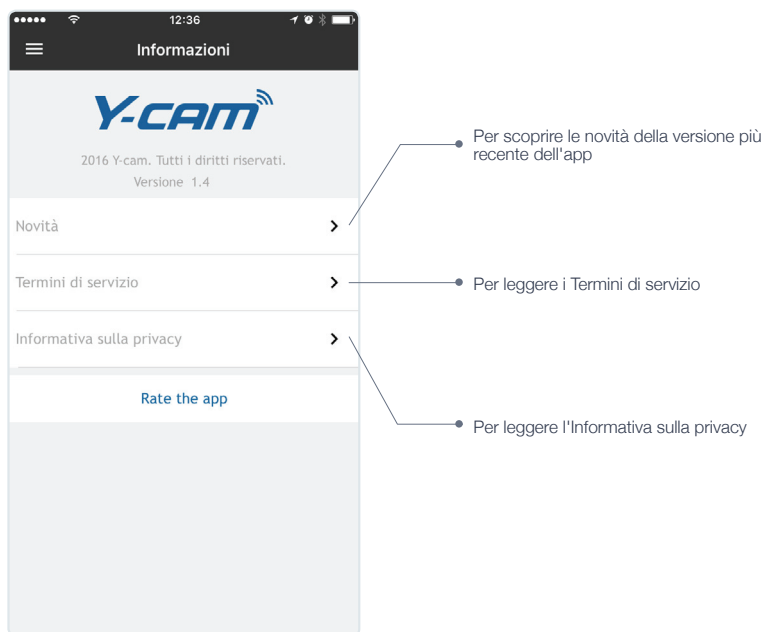 12:36
Informazioni
Y-cam
2016 Y-cam. Tutti i diritti riservati.
Versione 1.4
Novità
Termini di servizio
Informativa sulla privacy
Rate the app
Per scoprire le novità della versione più
recente dell'app
Per leggere i Termini di servizio
Per leggere l'Informativa sulla privacy